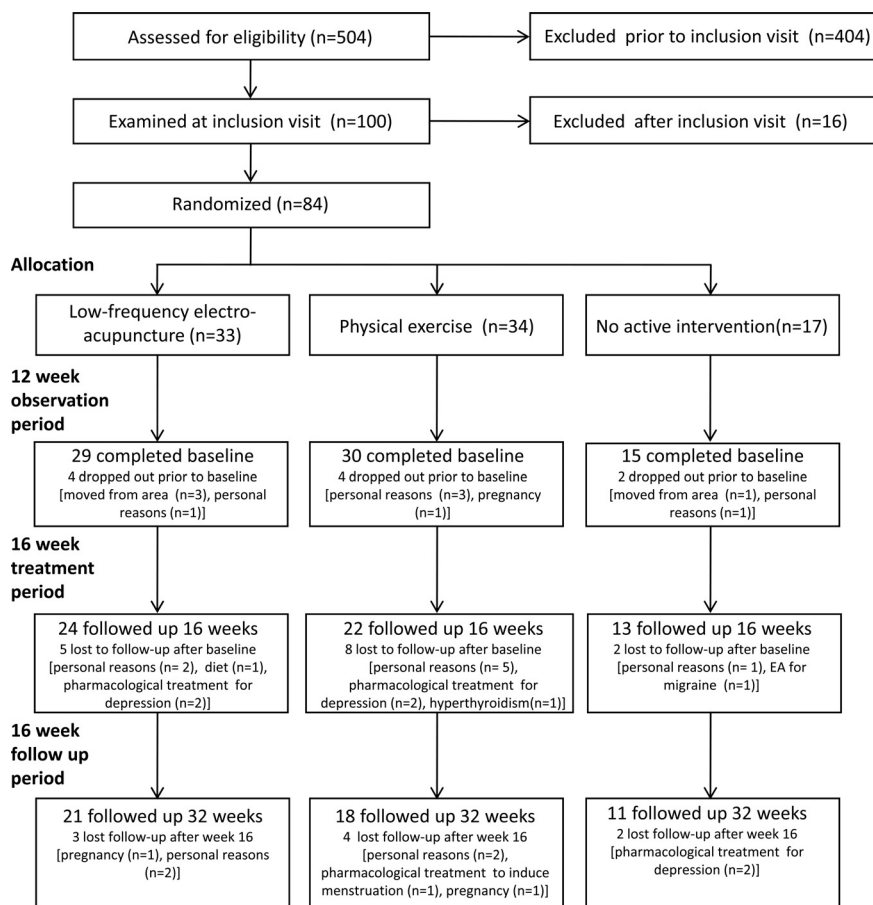 Assessed for eligibility (n=504)
Excluded prior to inclusion visit (n=404)
Examined at inclusion visit (n=100)
Excluded after inclusion visit (n=16)
Randomized (n=84)
Allocation
Low-frequency electro-
acupuncture (n=33)
Physical exercise (n=34)
No active intervention(n=17)
12 week
observation
period
29 completed baseline
4 dropped out prior to baseline
[moved from area (n=3), personal
reasons (n=1)]
30 completed baseline
4 dropped out prior to baseline
[personal reasons (n=3), pregnancy
(n=1)]
15 completed baseline
2 dropped out prior to baseline
[moved from area (n=1), personal
reasons (n=1)]
16 week
treatment
period
24 followed up 16 weeks
5 lost to follow-up after baseline
[personal reasons (n= 2), diet (n=1),
pharmacological treatment for
depression (n=2)]
22 followed up 16 weeks
8 lost to follow-up after baseline
[personal reasons (n= 5),
pharmacological treatment for
depression (n=2), hyperthyroidism(n=1)]
13 followed up 16 weeks
2 lost to follow-up after baseline
[personal reasons (n= 1), EA for
migraine (n=1)]
16 week
follow up
period
21 followed up 32 weeks
3 lost follow-up after week 16
[pregnancy (n=1), personal reasons
(n=2)]
18 followed up 32 weeks
4 lost follow-up after week 16
[personal reasons (n=2),
pharmacological treatment to induce
menstruation (n=1), pregnancy (n=1)]
11 followed up 32 weeks
2 lost follow-up after week 16
[pharmacological treatment for
depression (n=2)]